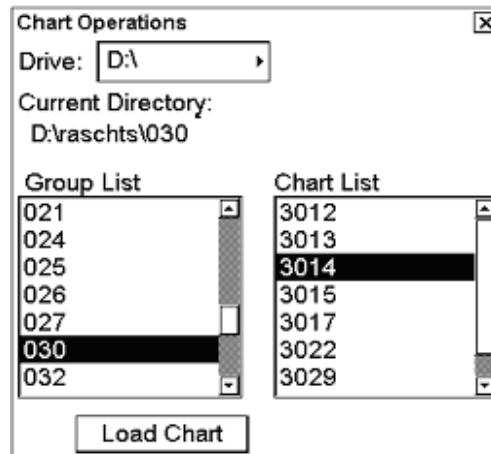 Chart Operations
Drive: D:\
Current Directory:
D:\raschts\030
Group List
021
024
025
026
027
030
032
Chart List
3012
3013
3014
3015
3017
3022
3029
Load Chart